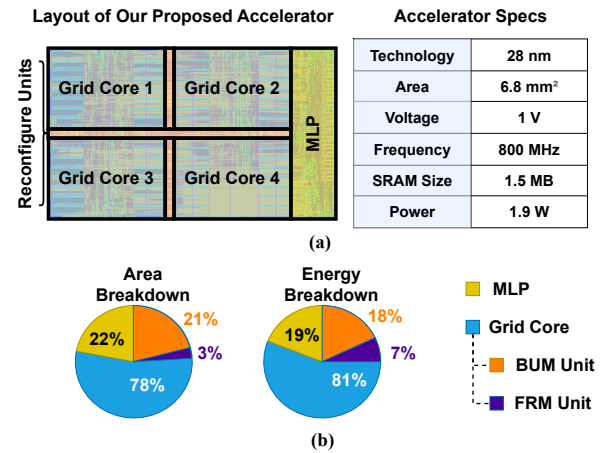 Layout of Our Proposed Accelerator
Accelerator Specs
Reconfigure Units
Grid Core 1
Grid Core 2
Grid Core 3
Grid Core 4
MLP
Technology 28 nm
Area 6.8 mm²
Voltage 1 V
Frequency 800 MHz
SRAM Size 1.5 MB
Power 1.9 W
(a)
Area
Breakdown
22%
21%
3%
78%
Energy
Breakdown
19%
18%
7%
81%
MLP
Grid Core
BUM Unit
FRM Unit
(b)